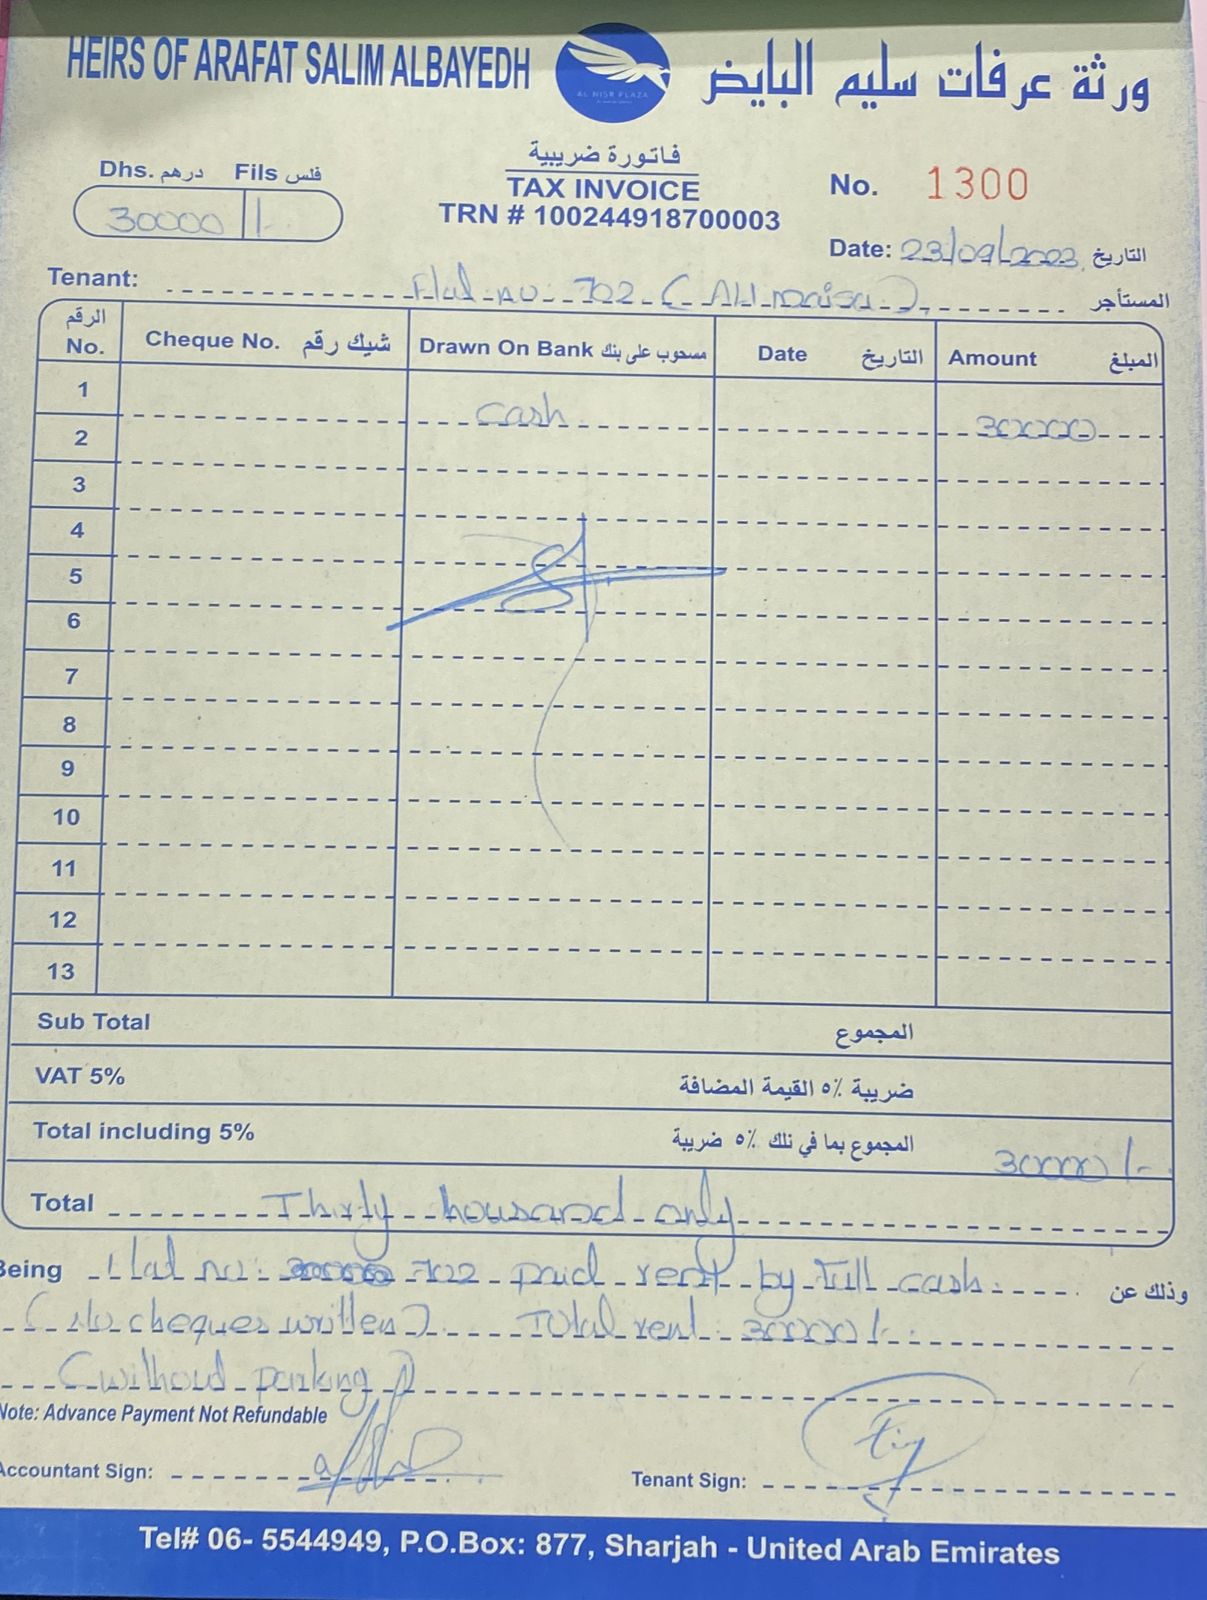 HEIRS OF ARAFAT SALIM ALBAYEDH
ورثة عرفات سليم البايض
AL NISR PLAZA
Dhs. درهم Fils فلس
30000 /-
فاتورة ضريبية
TAX INVOICE
TRN # 100244918700003
No. 1300
Date: 23/09/2023 التاريخ
Tenant: Flat no 702 ( المستأجر
الرقم No. Cheque No. شيك رقم Drawn On Bank مسحوب على بنك Date التاريخ Amount المبلغ
1 cash 30000
2
3
4
5
6
7
8
9
10
11
12
13
Sub Total المجموع
VAT 5% ضريبة ٥% القيمة المضافة
Total including 5% المجموع بما في نلك ٥% ضريبة 30000/-
Total Thirty housand only
Being Flat no: 702 paid rent by Full cash. وذلك عن
(No cheques written) Total rent: 30000/-
(without parking)
Note: Advance Payment Not Refundable
Accountant Sign:
Tenant Sign:
Tel# 06- 5544949, P.O.Box: 877, Sharjah - United Arab Emirates